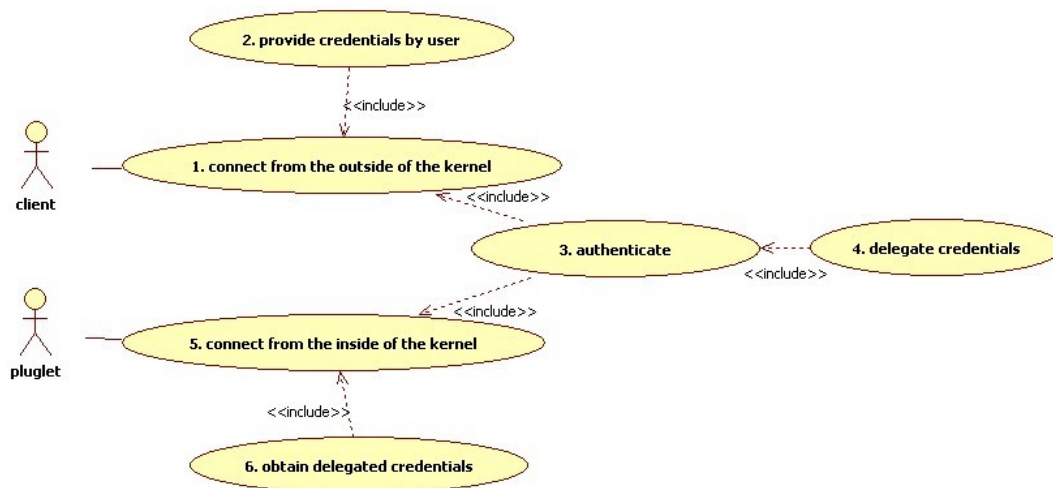 2. provide credentials by user
<<include>>
1. connect from the outside of the kernel
client
<<include>>
3. authenticate
4. delegate credentials
<<include>>
<<include>>
5. connect from the inside of the kernel
pluglet
<<include>>
6. obtain delegated credentials